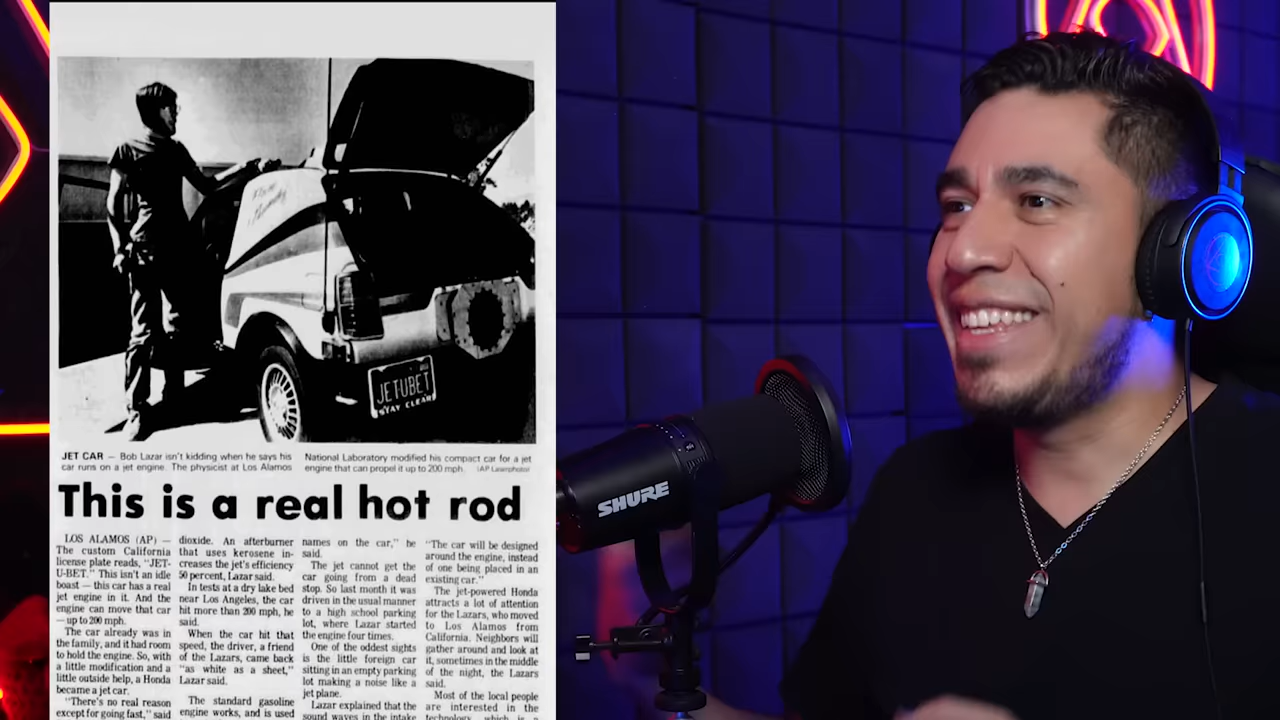 JETUBET
STAY CLEAR
JET CAR — Bob Lazar isn't kidding when he says his
car runs on a jet engine. The physicist at Los Alamos
National Laboratory modified his compact car for a jet
engine that can propel it up to 200 mph. (AP Laserphoto)
This is a real hot rod
LOS ALAMOS (AP) —
The custom California
license plate reads, "JET-
U-BET." This isn't an idle
boast — this car has a real
jet engine in it. And the
engine can move that car
— up to 200 mph.
The car already was in
the family, and it had room
to hold the engine. So, with
a little modification and a
little outside help, a Honda
became a jet car.
"There's no real reason
except for going fast," said
dioxide. An afterburner
that uses kerosene in-
creases the jet's efficiency
50 percent, Lazar said.
In tests at a dry lake bed
near Los Angeles, the car
hit more than 200 mph, he
said.
When the car hit that
speed, the driver, a friend
of the Lazars, came back
"as white as a sheet,"
Lazar said.
The standard gasoline
engine works, and is used
names on the car," he
said.
The jet cannot get the
car going from a dead
stop. So last month it was
driven in the usual manner
to a high school parking
lot, where Lazar started
the engine four times.
One of the oddest sights
is the little foreign car
sitting in an empty parking
lot making a noise like a
jet plane.
Lazar explained that the
sound waves in the intake
"The car will be designed
around the engine, instead
of one being placed in an
existing car."
The jet-powered Honda
attracts a lot of attention
for the Lazars, who moved
to Los Alamos from
California. Neighbors will
gather around and look at
it, sometimes in the middle
of the night, the Lazars
said.
Most of the local people
are interested in the
technology, which is a
SHURE